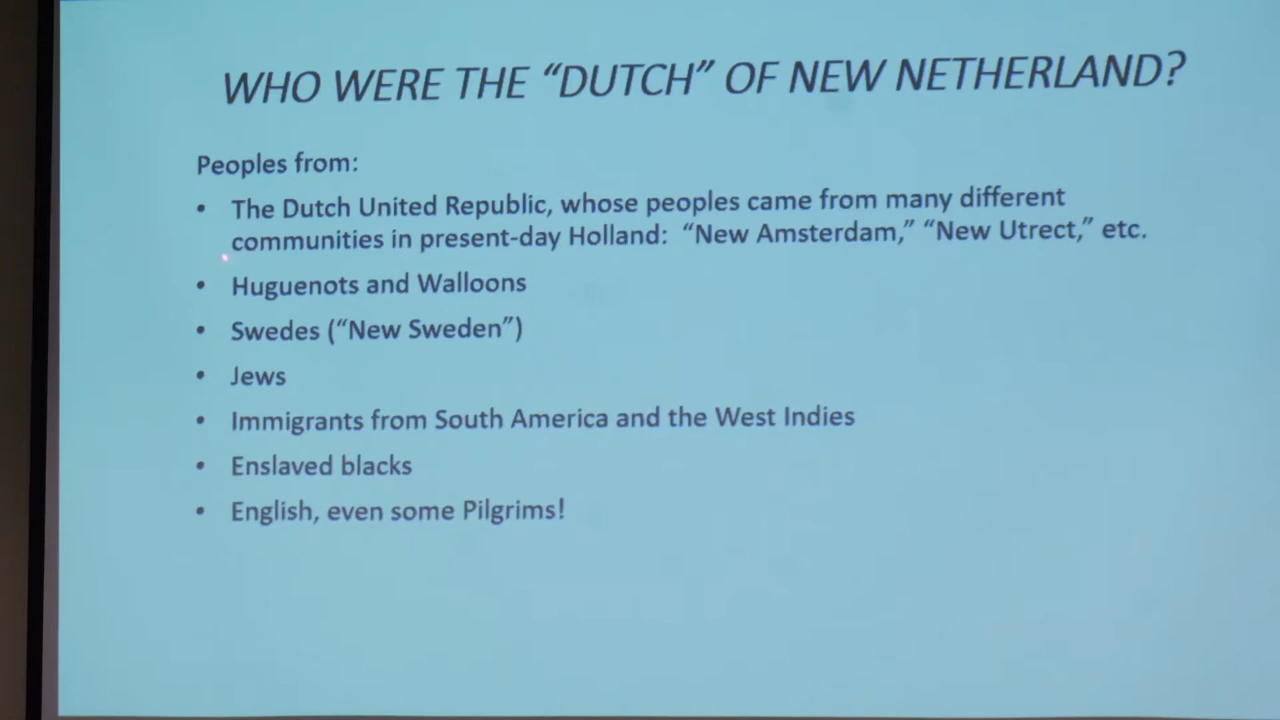 WHO WERE THE “DUTCH” OF NEW NETHERLAND?
Peoples from:
• The Dutch United Republic, whose peoples came from many different
communities in present-day Holland: “New Amsterdam,” “New Utrect,” etc.
• Huguenots and Walloons
• Swedes (“New Sweden”)
• Jews
• Immigrants from South America and the West Indies
• Enslaved blacks
• English, even some Pilgrims!